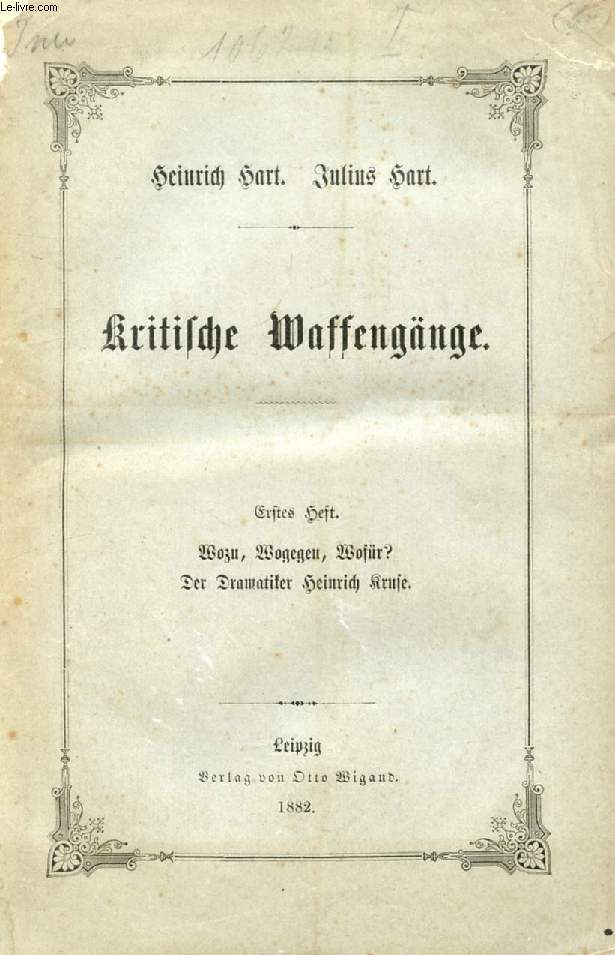 Le-livre.com
Heinrich Hart. Julius Hart.
Kritiſche Waffengänge.
Erſtes Heft.
Wozu, Wogegen, Wofür?
Der Dramatiker Heinrich Kruſe.
Leipzig
Verlag von Otto Wigand.
1882.